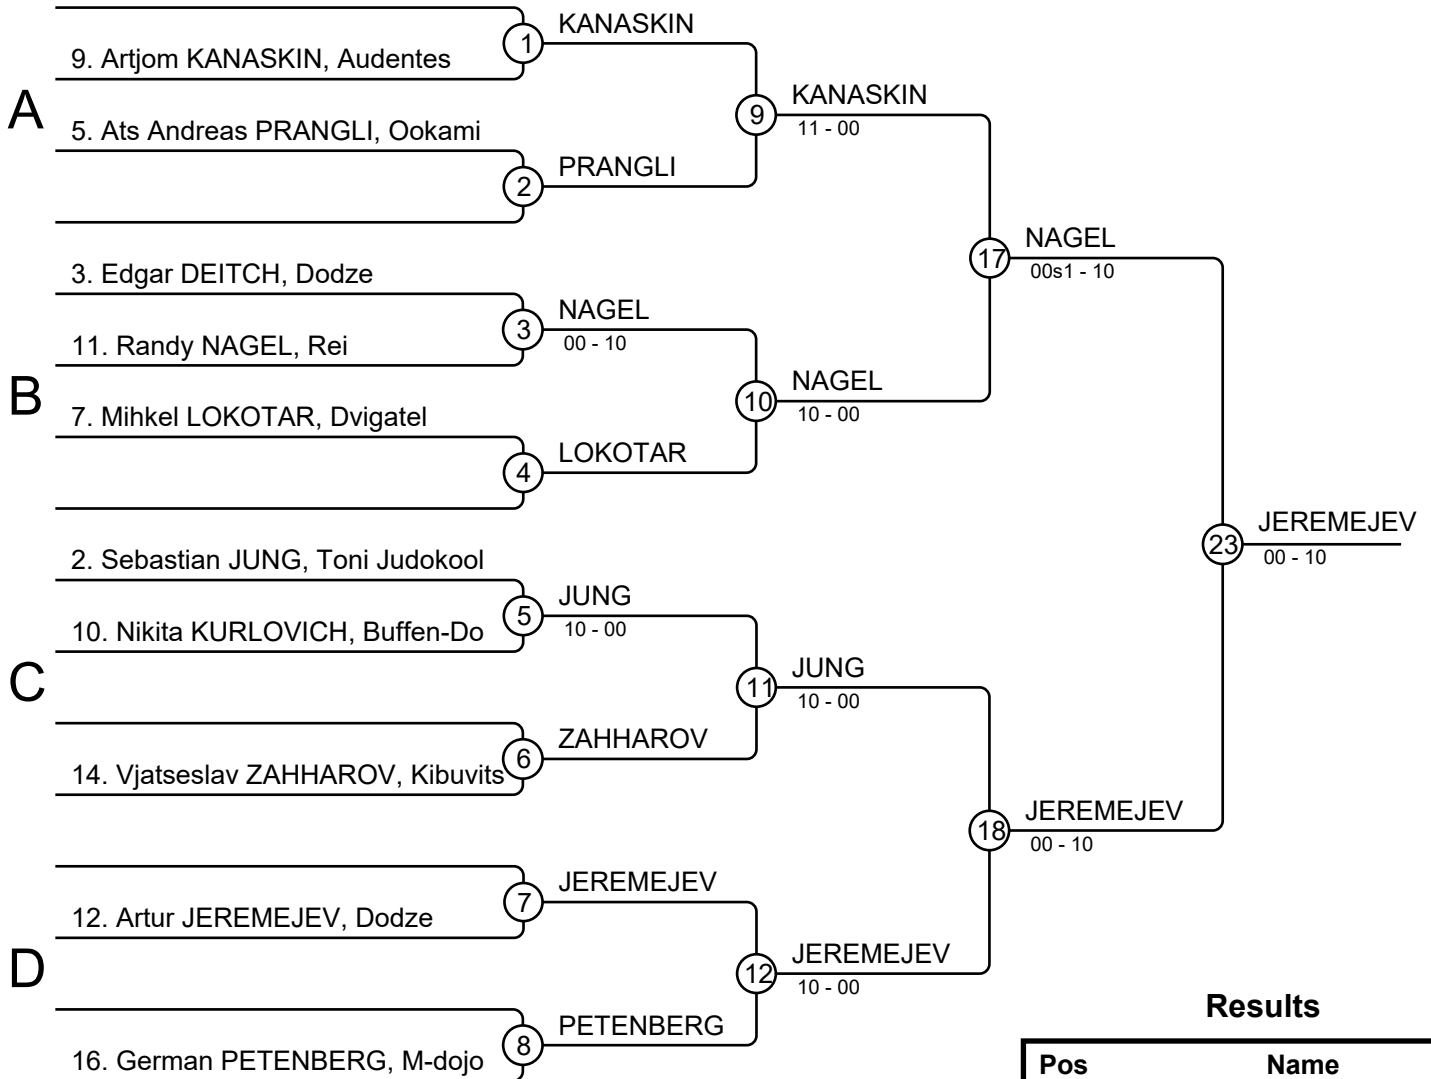 KANASKIN
1
9. Artjom KANASKIN, Audentes
A
KANASKIN
9
11 - 00
5. Ats Andreas PRANGLI, Ookami
PRANGLI
2
NAGEL
17
00s1 - 10
3. Edgar DEITCH, Dodze
NAGEL
3
00 - 10
11. Randy NAGEL, Rei
B
NAGEL
10
10 - 00
7. Mihkel LOKOTAR, Dvigatel
LOKOTAR
4
JEREMEJEV
23
00 - 10
2. Sebastian JUNG, Toni Judokool
JUNG
5
10 - 00
10. Nikita KURLOVICH, Buffen-Do
C
JUNG
11
10 - 00
ZAHHAROV
6
14. Vjatseslav ZAHHAROV, Kibuvits
JEREMEJEV
18
00 - 10
JEREMEJEV
7
12. Artur JEREMEJEV, Dodze
D
JEREMEJEV
12
10 - 00
PETENBERG
8
16. German PETENBERG, M-dojo
Results
Pos Name